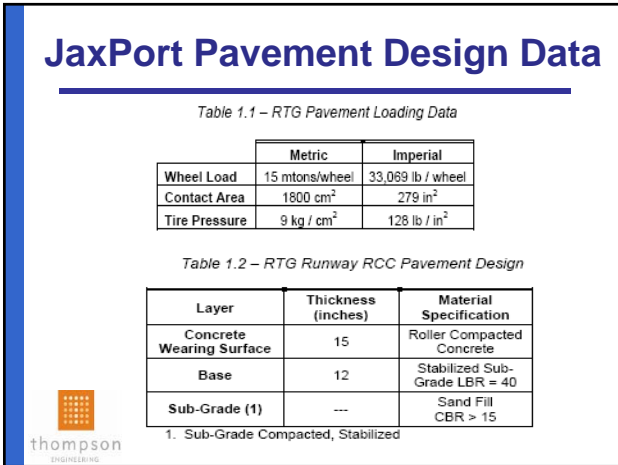 JaxPort Pavement Design Data
Table 1.1 – RTG Pavement Loading Data
Metric Imperial
Wheel Load 15 mtons/wheel 33,069 lb / wheel
Contact Area 1800 cm² 279 in²
Tire Pressure 9 kg / cm² 128 lb / in²
Table 1.2 – RTG Runway RCC Pavement Design
Layer Thickness (inches) Material Specification
Concrete Wearing Surface 15 Roller Compacted Concrete
Base 12 Stabilized Sub-Grade LBR = 40
Sub-Grade (1) --- Sand Fill CBR > 15
1. Sub-Grade Compacted, Stabilized
thompson
ENGINEERING